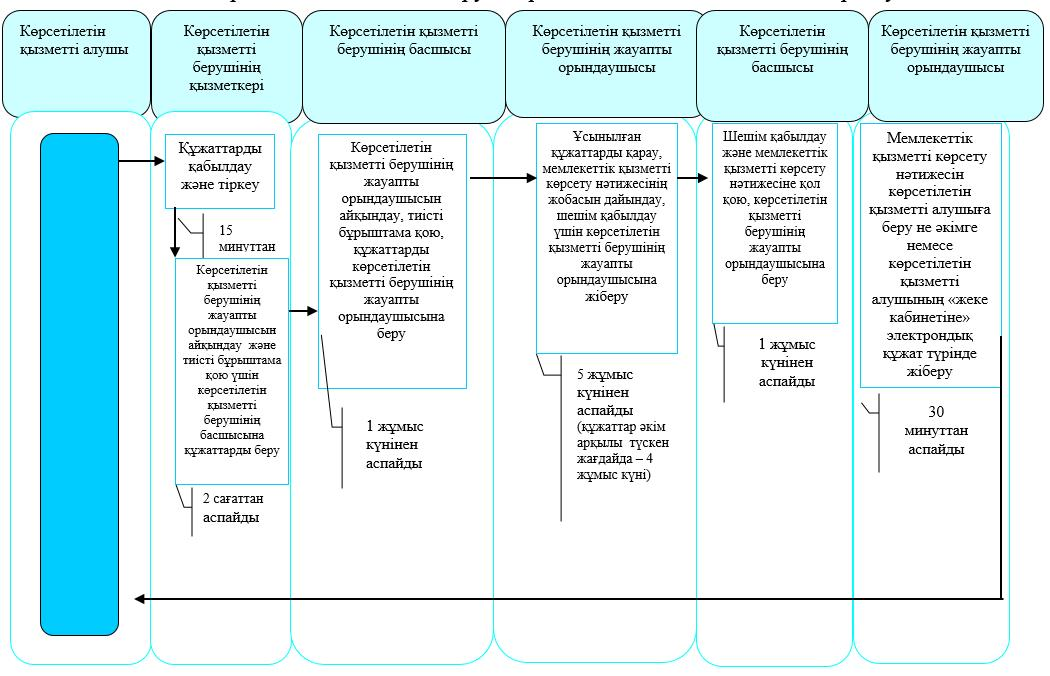 Көрсетілетін
қызметті алушы
Көрсетілетін
қызметті
берушінің
қызметкері
Көрсетілетін қызметті
берушінің басшысы
Көрсетілетін қызметті
берушінің жауапты
орындаушысы
Көрсетілетін
қызметті берушінің
басшысы
Көрсетілетін қызметті
берушінің жауапты
орындаушысы
Құжаттарды
қабылдау
және тіркеу
15
минуттан
Көрсетілетін
қызметті
берушінің
жауапты
орындаушысын
айқындау және
тиісті бұрыштама
қою үшін
көрсетілетін
қызметті
берушінің
басшысына
құжаттарды беру
2 сағаттан
аспайды
Көрсетілетін
қызметті берушінің
жауапты
орындаушысын
айқындау, тиісті
бұрыштама қою,
құжаттарды
көрсетілетін
қызметті берушінің
жауапты
орындаушысына
беру
1 жұмыс
күнінен
аспайды
Ұсынылған
құжаттарды қарау,
мемлекеттік қызметті
көрсету нәтижесінің
жобасын дайындау,
шешім қабылдау
үшін көрсетілетін
қызметті берушінің
жауапты
орындаушысына
жіберу
5 жұмыс
күнінен
аспайды
(құжаттар әкім
арқылы түскен
жағдайда – 4
жұмыс күні)
Шешім қабылдау
және мемлекеттік
қызметті көрсету
нәтижесіне қол
қою, көрсетілетін
қызметті
берушінің
жауапты
орындаушысына
беру
1 жұмыс
күнінен
аспайды
Мемлекеттік
қызметті көрсету
нәтижесін
көрсетілетін
қызметті алушыға
беру не әкімге
немесе
көрсетілетін
қызметті
алушының «жеке
кабинетіне»
электрондық
құжат түрінде
жіберу
30
минуттан
аспайды